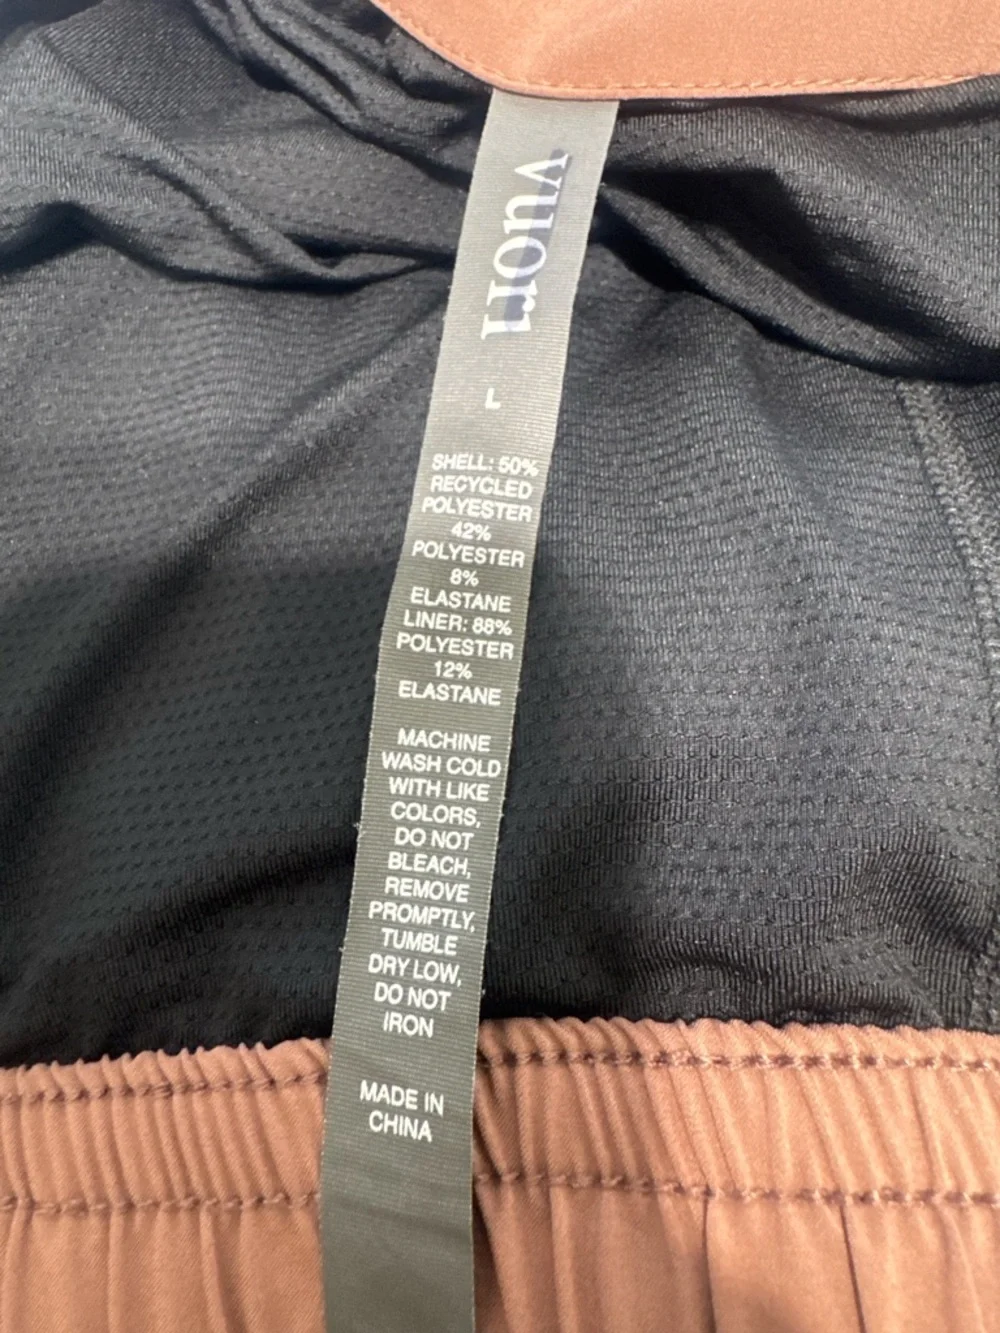 vuori
L
SHELL: 50%
RECYCLED
POLYESTER
42%
POLYESTER
8%
ELASTANE
LINER: 88%
POLYESTER
12%
ELASTANE
MACHINE
WASH COLD
WITH LIKE
COLORS,
DO NOT
BLEACH,
REMOVE
PROMPTLY,
TUMBLE
DRY LOW,
DO NOT
IRON
MADE IN
CHINA